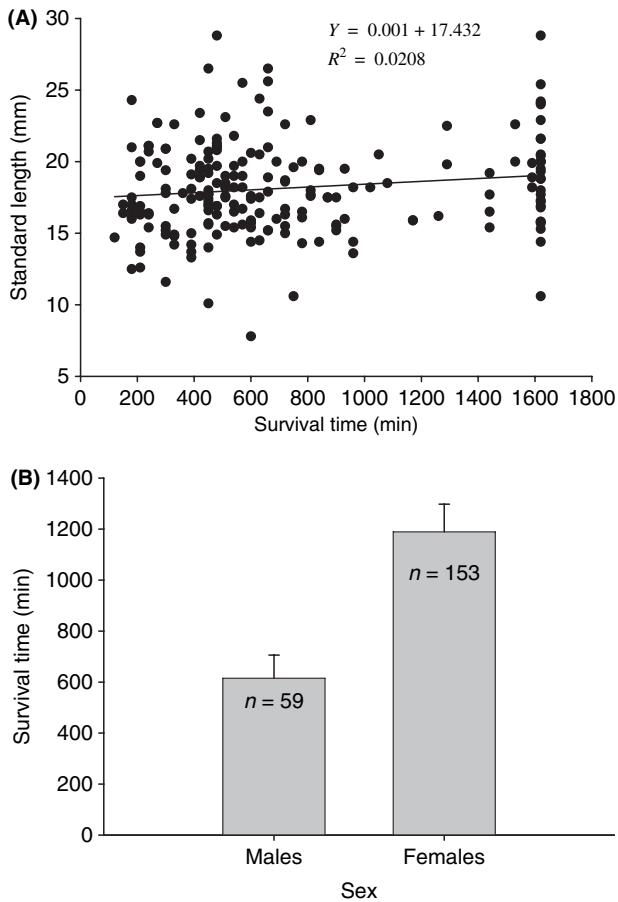 (A)
Y = 0.001 + 17.432
R² = 0.0208
30
25
20
15
10
5
Standard length (mm)
0 200 400 600 800 1000 1200 1400 1600 1800
Survival time (min)
(B)
1400
1200
1000
800
600
400
200
0
Survival time (min)
n = 59
n = 153
Males Females
Sex